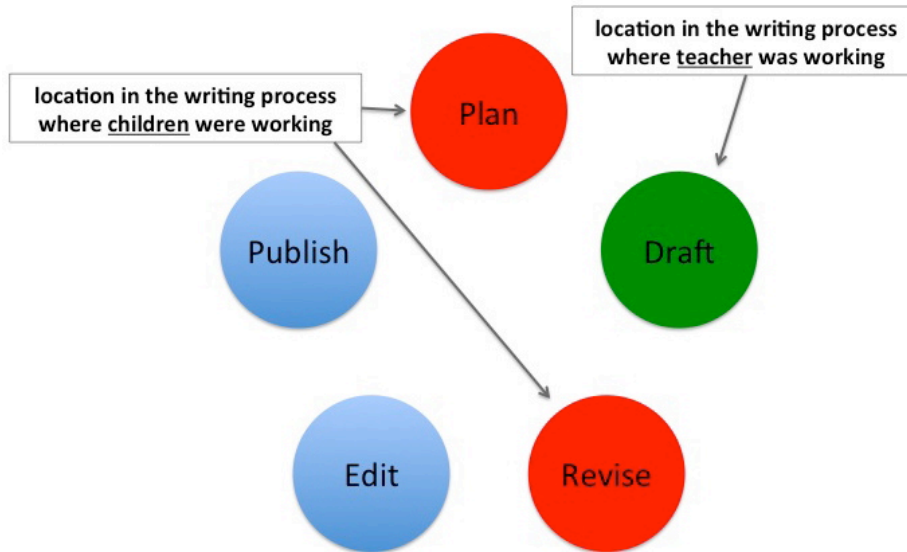 location in the writing process
where teacher was working
location in the writing process
where children were working
Plan
Publish
Draft
Edit
Revise